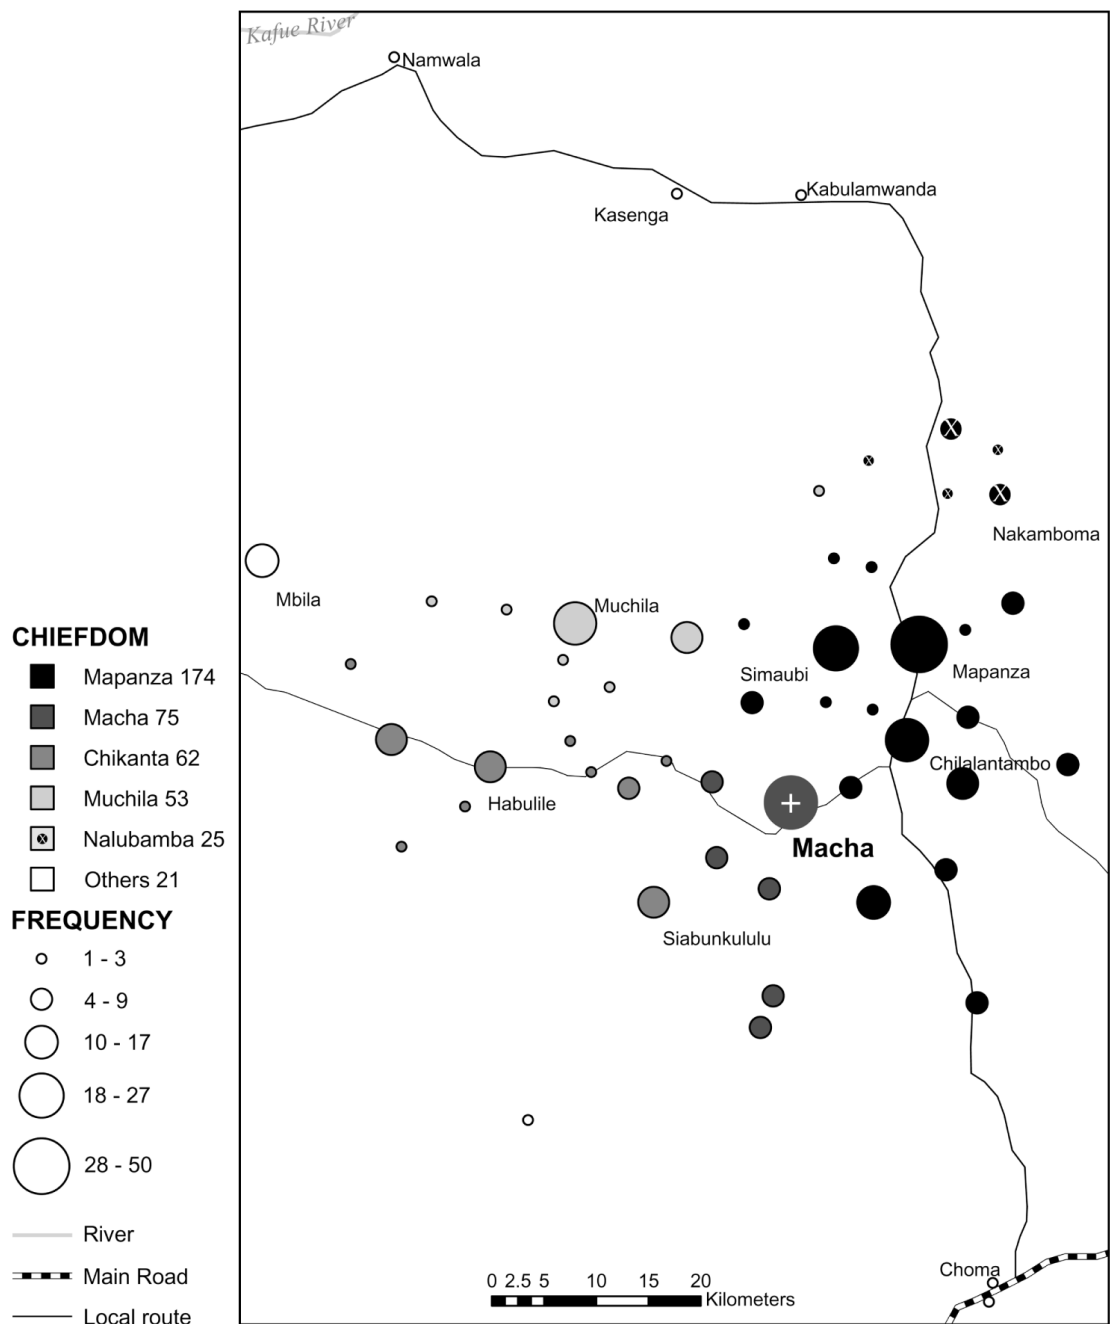 Kafue River
Namwala
Kabulamwanda
Kasenga
X
X
X
X
X
Nakamboma
Mbila
Muchila
Simaubi
Mapanza
Chilalantambo
Habulile
Macha
Siabunkululu
Choma
0 2.5 5 10 15 20
Kilometers
CHIEFDOM
Mapanza 174
Macha 75
Chikanta 62
Muchila 53
X
Nalubamba 25
Others 21
FREQUENCY
1 - 3
4 - 9
10 - 17
18 - 27
28 - 50
River
Main Road
Local route